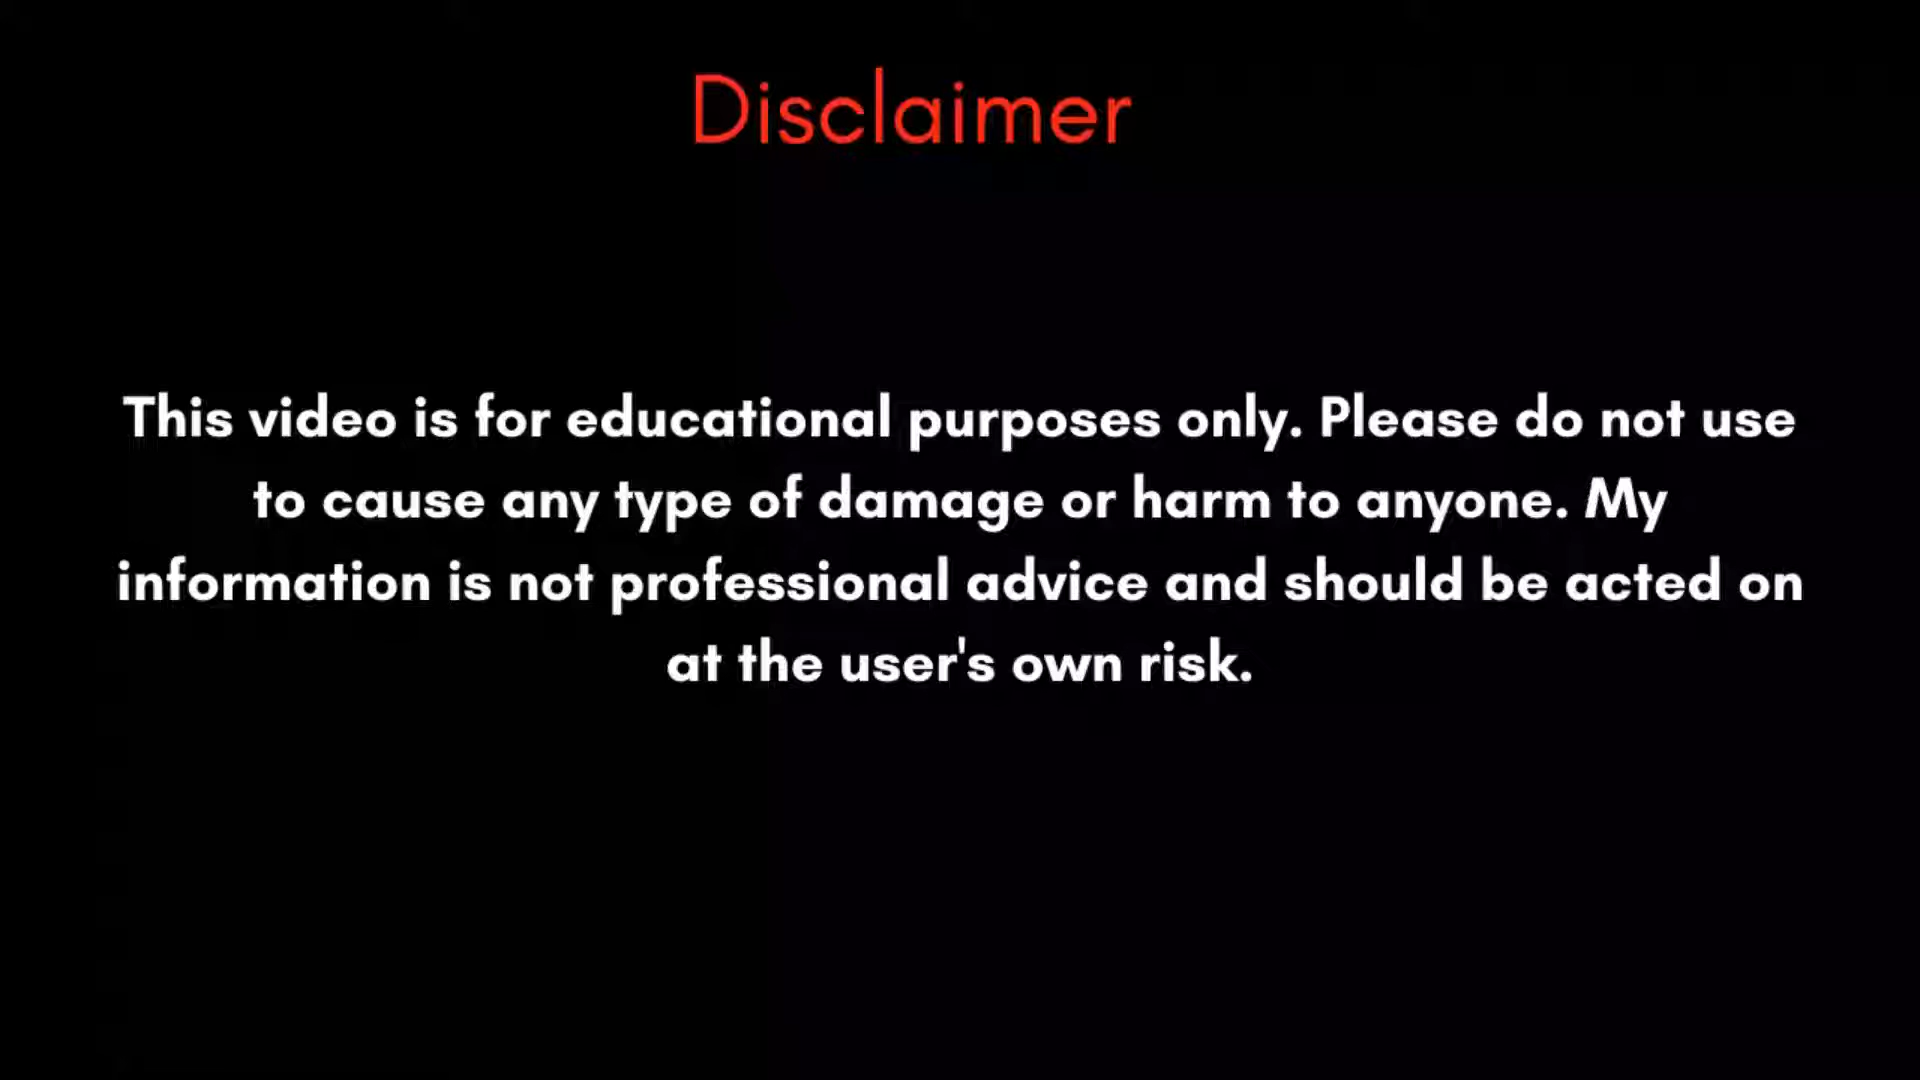 Disclaimer
This video is for educational purposes only. Please do not use
to cause any type of damage or harm to anyone. My
information is not professional advice and should be acted on
at the user's own risk.